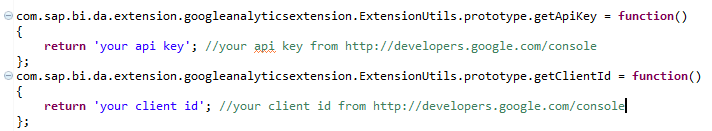 com.sap.bi.da.extension.googleanalyticsextension.ExtensionUtils.prototype.getApiKey = function()
{
    return 'your api key'; //your api key from http://developers.google.com/console
};
com.sap.bi.da.extension.googleanalyticsextension.ExtensionUtils.prototype.getClientId = function()
{
    return 'your client id'; //your client id from http://developers.google.com/console
};